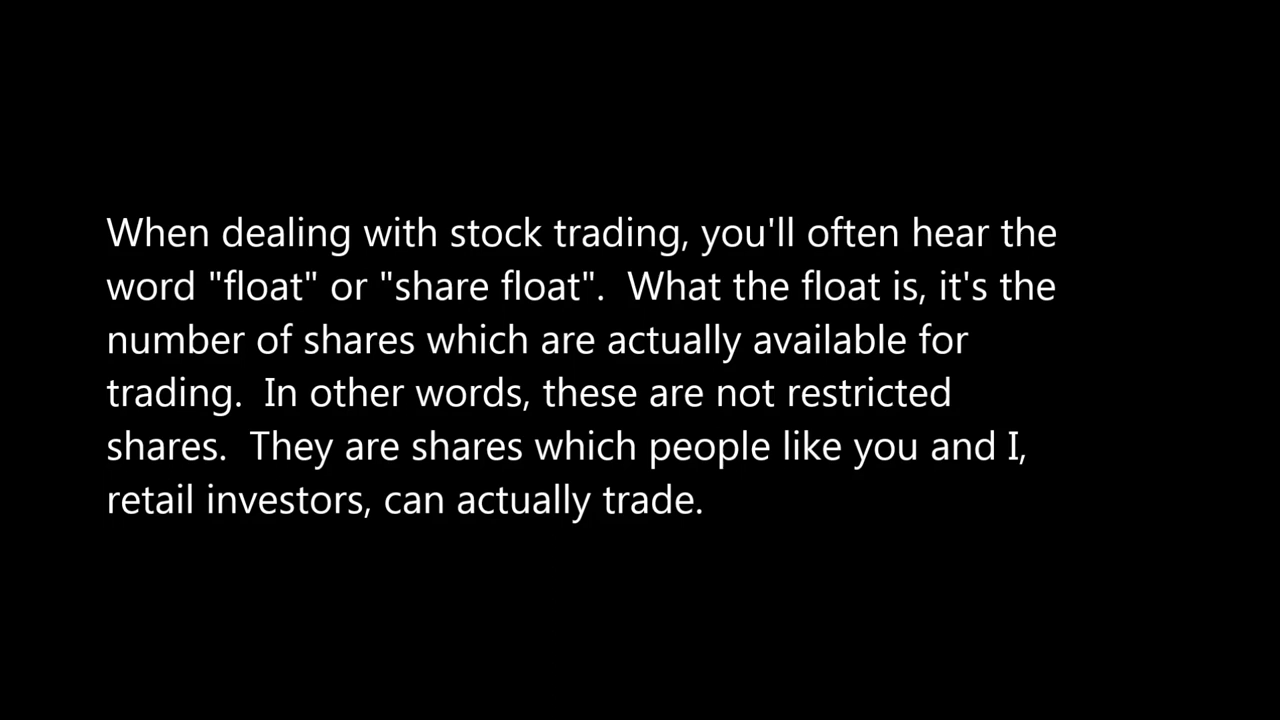 When dealing with stock trading, you'll often hear the
word "float" or "share float".  What the float is, it's the
number of shares which are actually available for
trading.  In other words, these are not restricted
shares.  They are shares which people like you and I,
retail investors, can actually trade.